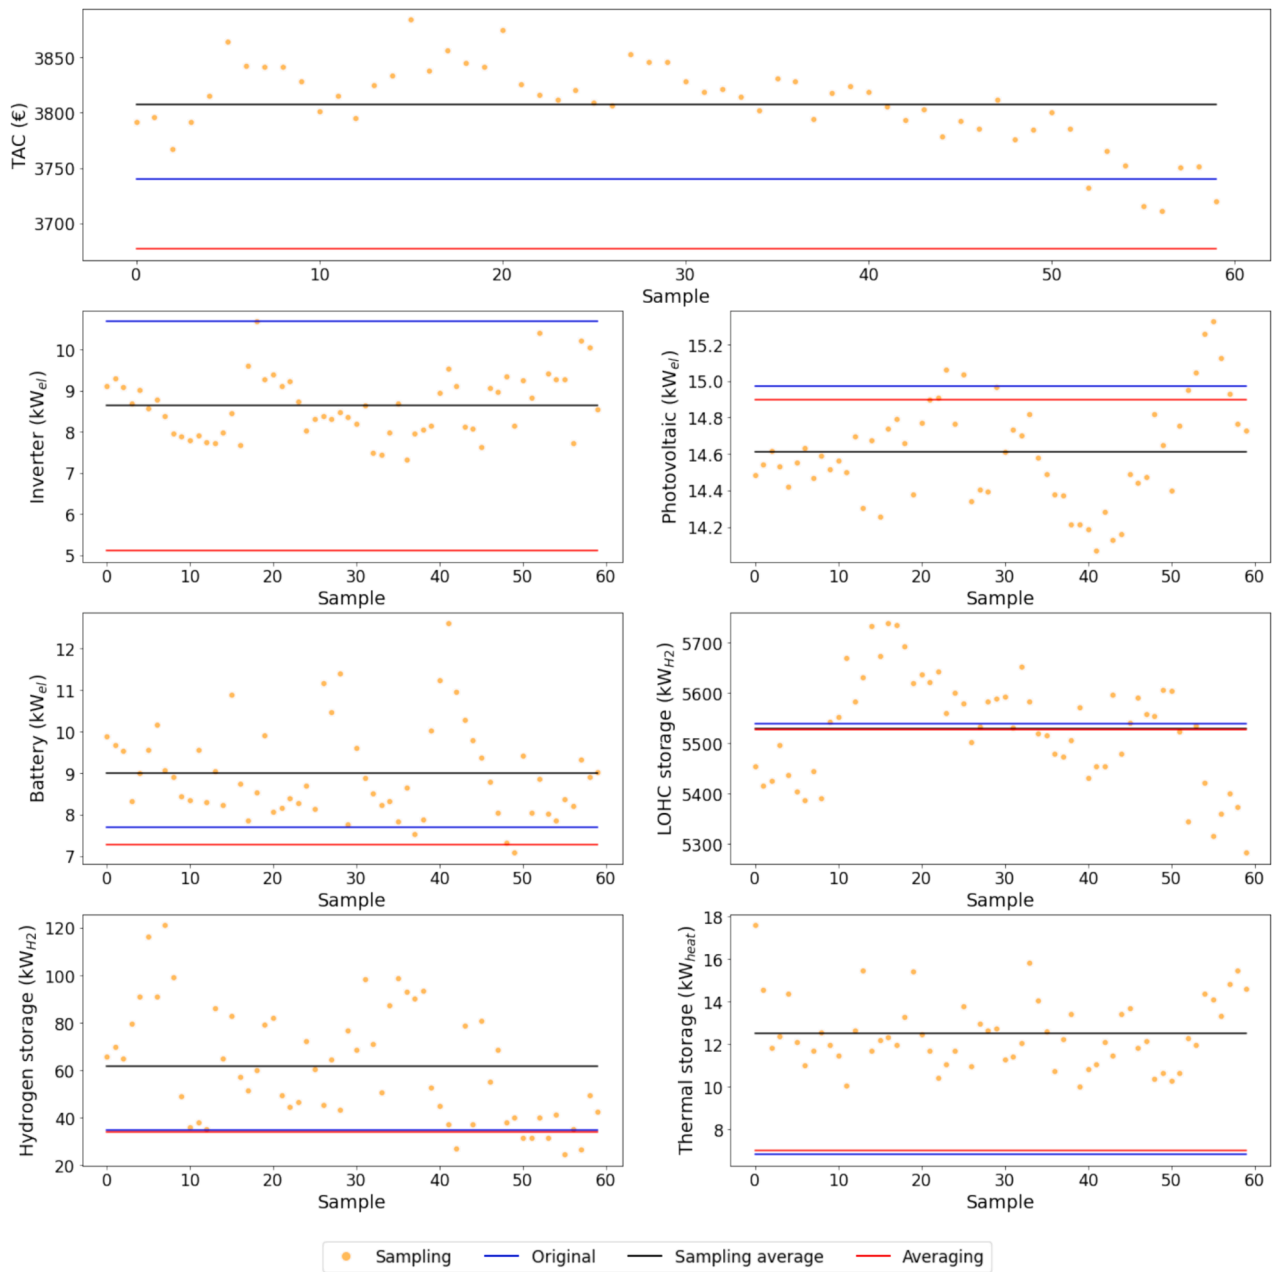 TAC (€)
3850
3800
3750
3700
0 10 20 30 40 50 60
Sample
Inverter (kW_el)
10
9
8
7
6
5
0 10 20 30 40 50 60
Sample
Photovoltaic (kW_el)
15.2
15.0
14.8
14.6
14.4
14.2
0 10 20 30 40 50 60
Sample
Battery (kW_el)
12
11
10
9
8
7
0 10 20 30 40 50 60
Sample
LOHC storage (kW_H2)
5700
5600
5500
5400
5300
0 10 20 30 40 50 60
Sample
Hydrogen storage (kW_H2)
120
100
80
60
40
20
0 10 20 30 40 50 60
Sample
Thermal storage (kW_heat)
18
16
14
12
10
8
0 10 20 30 40 50 60
Sample
Sampling Original Sampling average Averaging